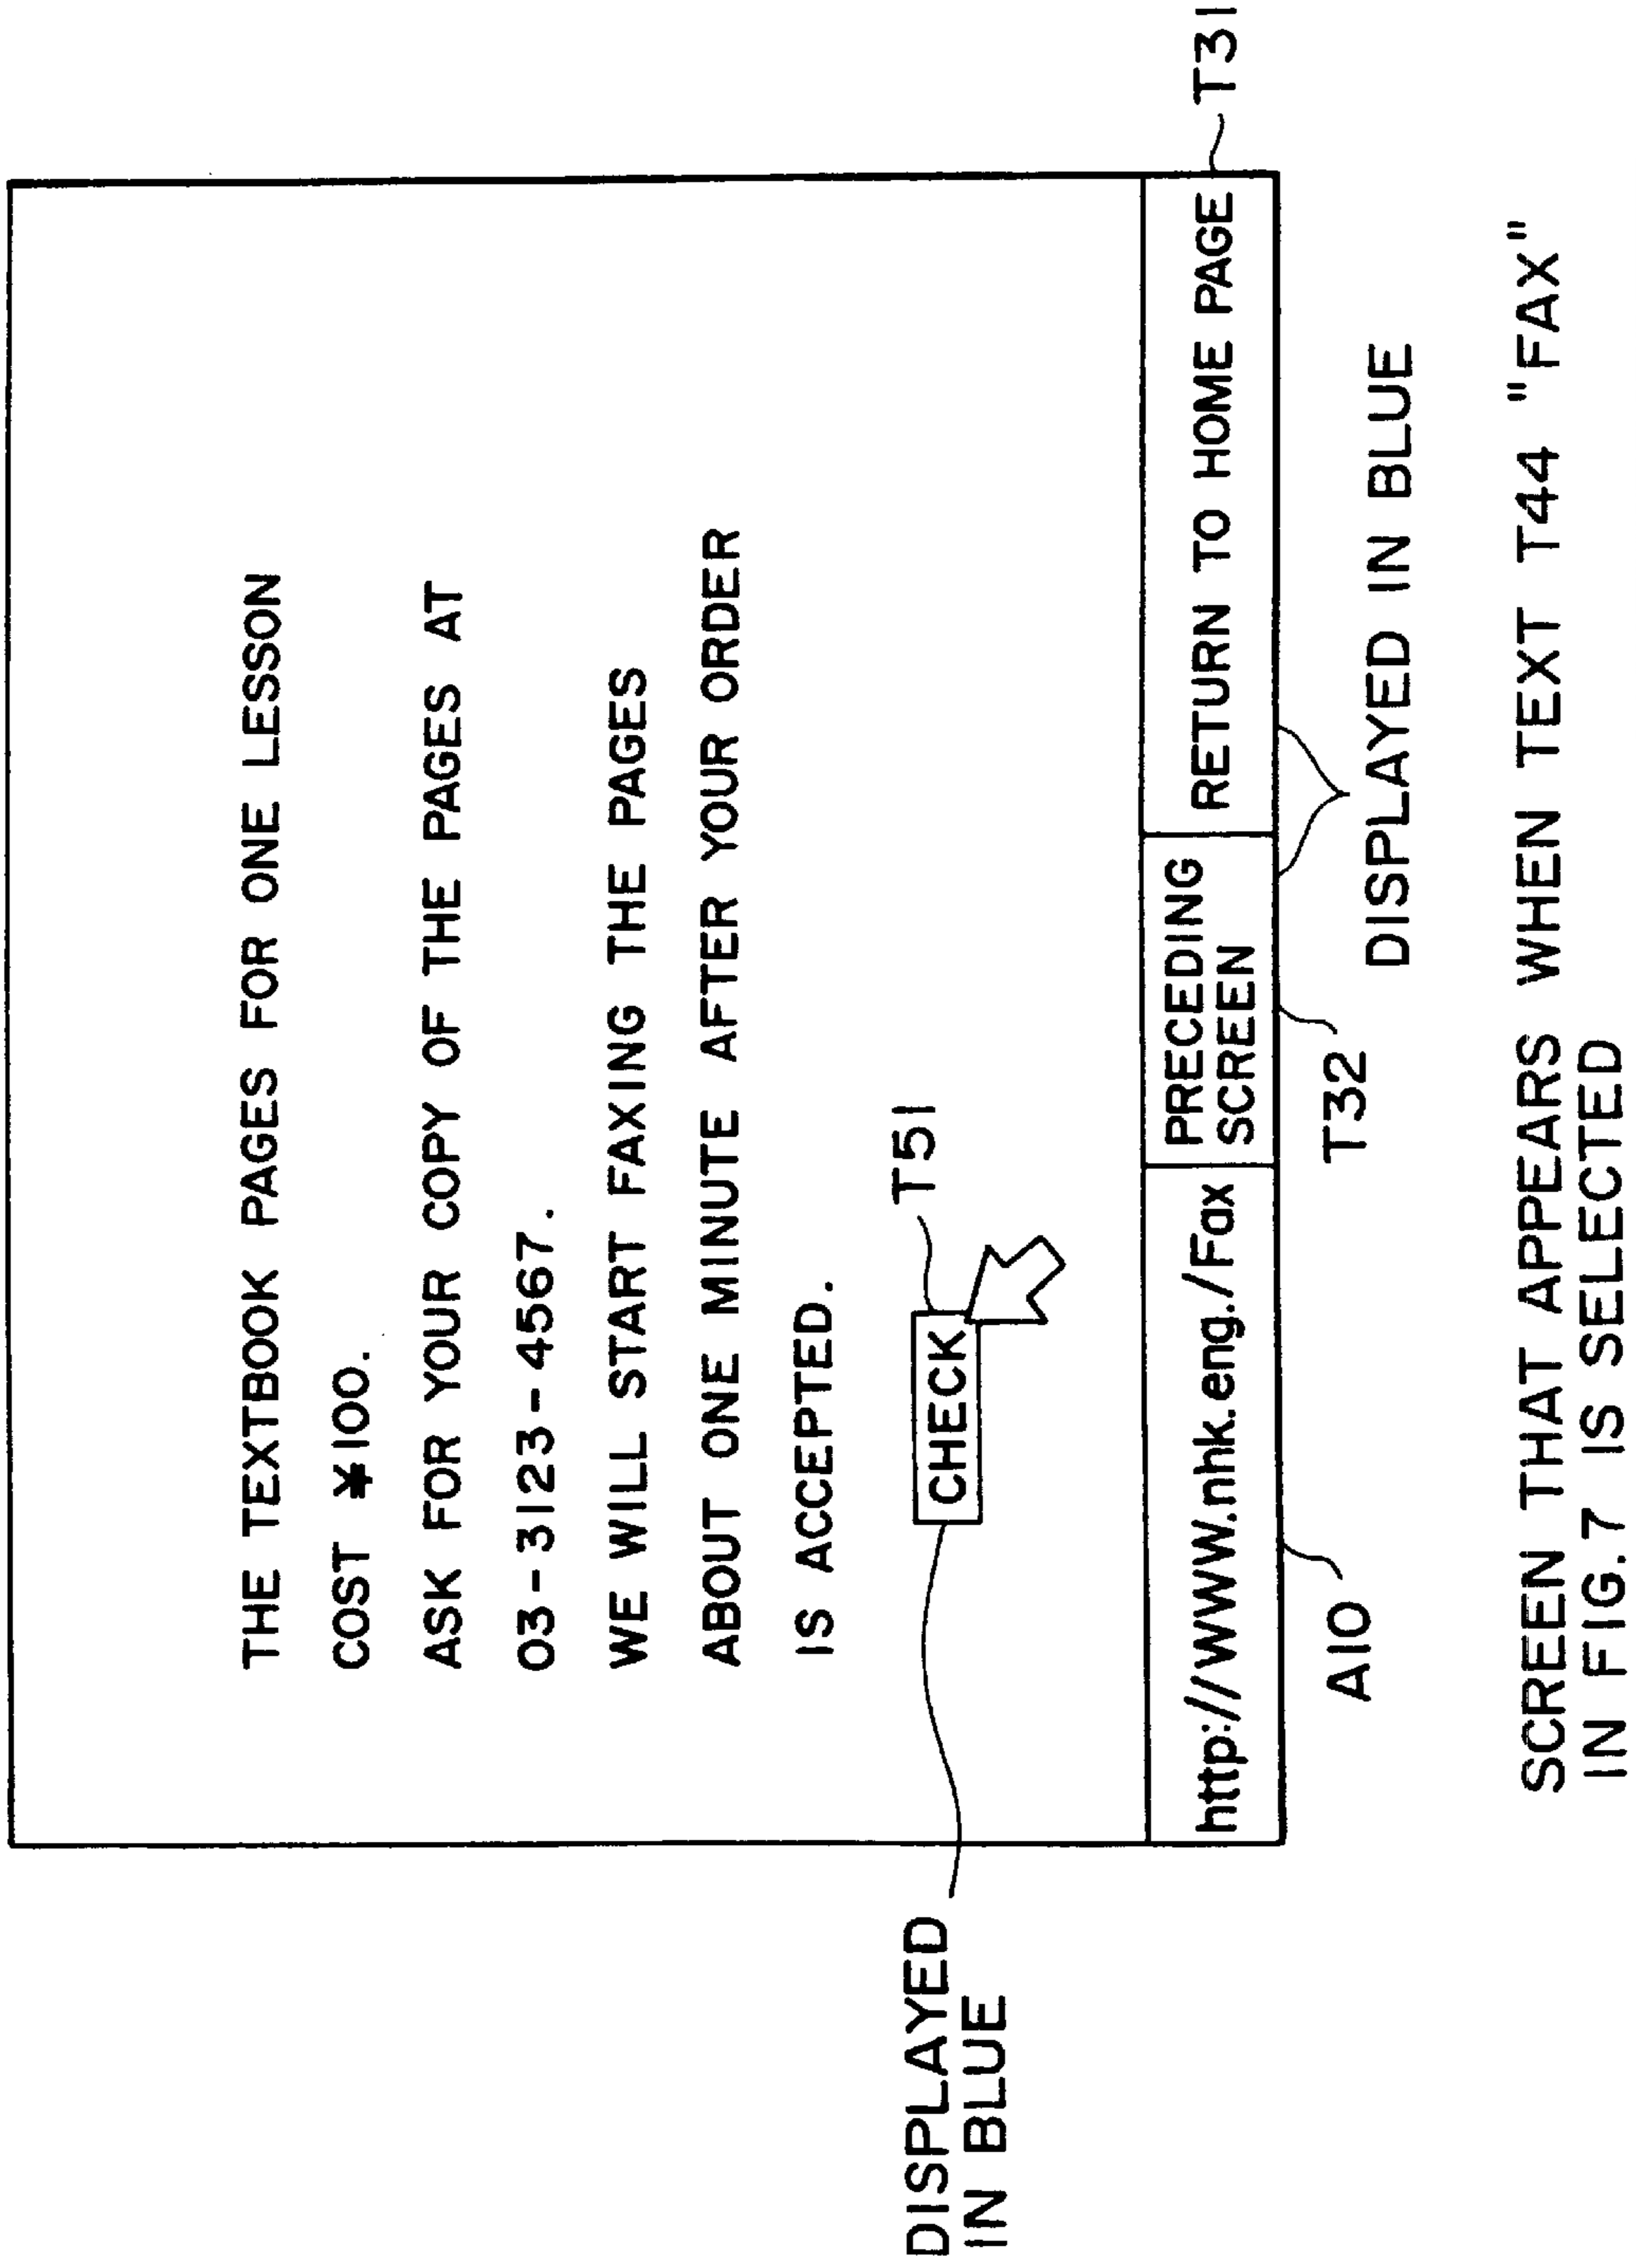 THE TEXTBOOK PAGES FOR ONE LESSON
COST ¥100.
ASK FOR YOUR COPY OF THE PAGES AT
03-3123-4567.
WE WILL START FAXING THE PAGES
ABOUT ONE MINUTE AFTER YOUR ORDER
IS ACCEPTED.
T51
CHECK
DISPLAYED
IN BLUE
http://WWW.nhk.eng./Fax
PRECEDING
SCREEN
RETURN TO HOME PAGE
T31
A10
T32
DISPLAYED IN BLUE
SCREEN THAT APPEARS WHEN TEXT T44 "FAX"
IN FIG.7 IS SELECTED